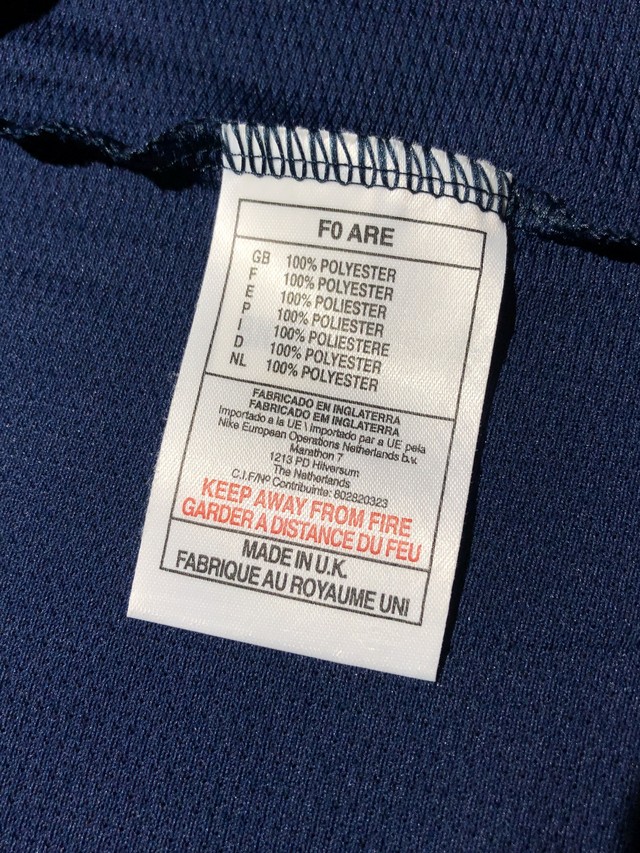 F0 ARE
GB 100% POLYESTER
F 100% POLYESTER
E 100% POLIESTER
P 100% POLIESTER
I 100% POLIESTERE
D 100% POLYESTER
NL 100% POLYESTER
FABRICADO EN INGLATERRA
FABRICADO EM INGLATERRA
Importado a la UE \ Importado par a UE pela
Nike European Operations Netherlands b.v.
Marathon 7
1213 PD Hilversum
The Netherlands
C.I.F/Nº Contribuinte: 802820323
KEEP AWAY FROM FIRE
GARDER A DISTANCE DU FEU
MADE IN U.K.
FABRIQUE AU ROYAUME UNI